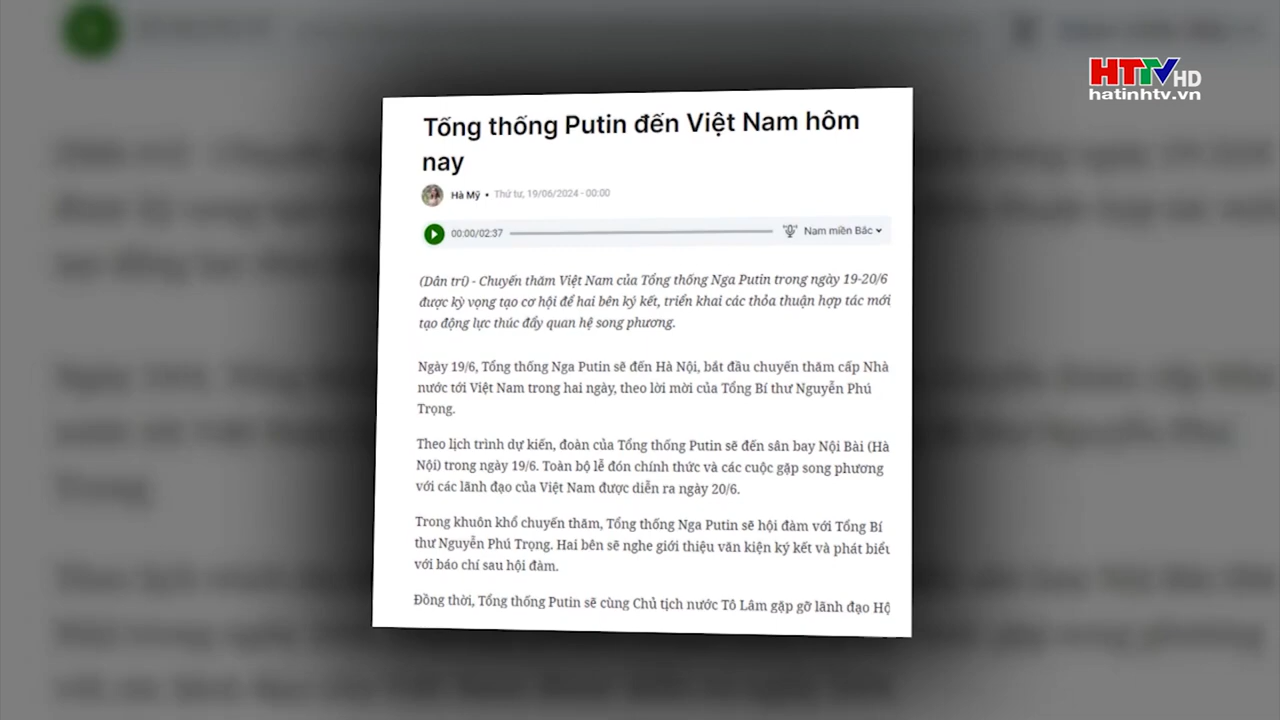 HTTV HD
hatinhtv.vn
Tổng thống Putin đến Việt Nam hôm
nay
Hà Mỹ • Thứ tư, 19/06/2024 - 00:00
00:00/02:37
Nam miền Bắc
(Dân trí) - Chuyến thăm Việt Nam của Tổng thống Nga Putin trong ngày 19-20/6
được kỳ vọng tạo cơ hội để hai bên ký kết, triển khai các thỏa thuận hợp tác mới
tạo động lực thúc đẩy quan hệ song phương.
Ngày 19/6, Tổng thống Nga Putin sẽ đến Hà Nội, bắt đầu chuyến thăm cấp Nhà
nước tới Việt Nam trong hai ngày, theo lời mời của Tổng Bí thư Nguyễn Phú
Trọng.
Theo lịch trình dự kiến, đoàn của Tổng thống Putin sẽ đến sân bay Nội Bài (Hà
Nội) trong ngày 19/6. Toàn bộ lễ đón chính thức và các cuộc gặp song phương
với các lãnh đạo của Việt Nam được diễn ra ngày 20/6.
Trong khuôn khổ chuyến thăm, Tổng thống Nga Putin sẽ hội đàm với Tổng Bí
thư Nguyễn Phú Trọng. Hai bên sẽ nghe giới thiệu văn kiện ký kết và phát biểu
với báo chí sau hội đàm.
Đồng thời, Tổng thống Putin sẽ cùng Chủ tịch nước Tô Lâm gặp gỡ lãnh đạo Hộ